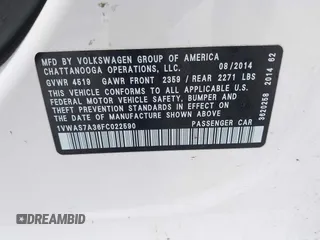 MFD. BY VOLKSWAGEN GROUP OF AMERICA
CHATTANOOGA OPERATIONS, LLC. 08/2014
GVWR 4519 GAWR FRONT 2359 / REAR 2271 LBS
THIS VEHICLE CONFORMS TO ALL APPLICABLE
FEDERAL MOTOR VEHICLE SAFETY, BUMPER, AND
THEFT PREVENTION STANDARDS IN EFFECT ON THE
DATE OF MANUFACTURE SHOWN ABOVE.
1VWAS7A36FC022590 PASSENGER CAR
3620258 2014 62
©DREAMBID